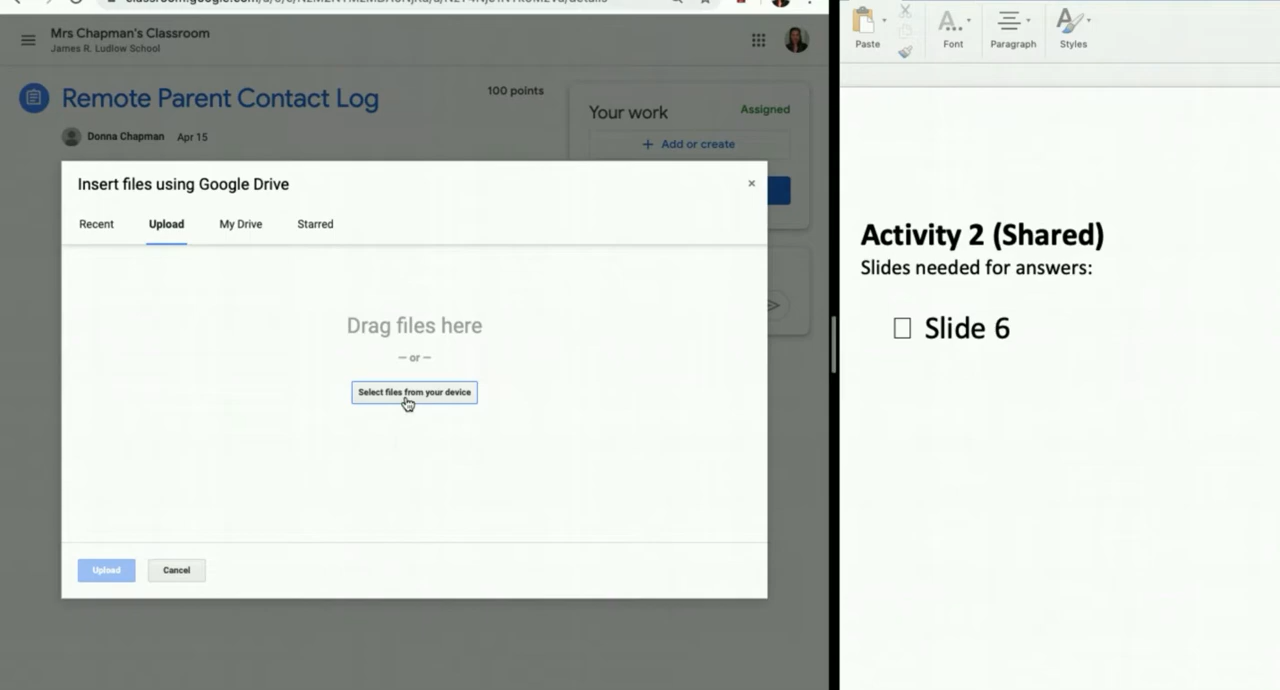 Mrs Chapman's Classroom
James R. Ludlow School
Remote Parent Contact Log
100 points
Donna Chapman Apr 15
Your work
Assigned
+ Add or create
Insert files using Google Drive
×
Recent Upload My Drive Starred
Drag files here
— or —
Select files from your device
Upload Cancel
Paste
A..
Font
Paragraph
A
Styles
Activity 2 (Shared)
Slides needed for answers:
☐ Slide 6